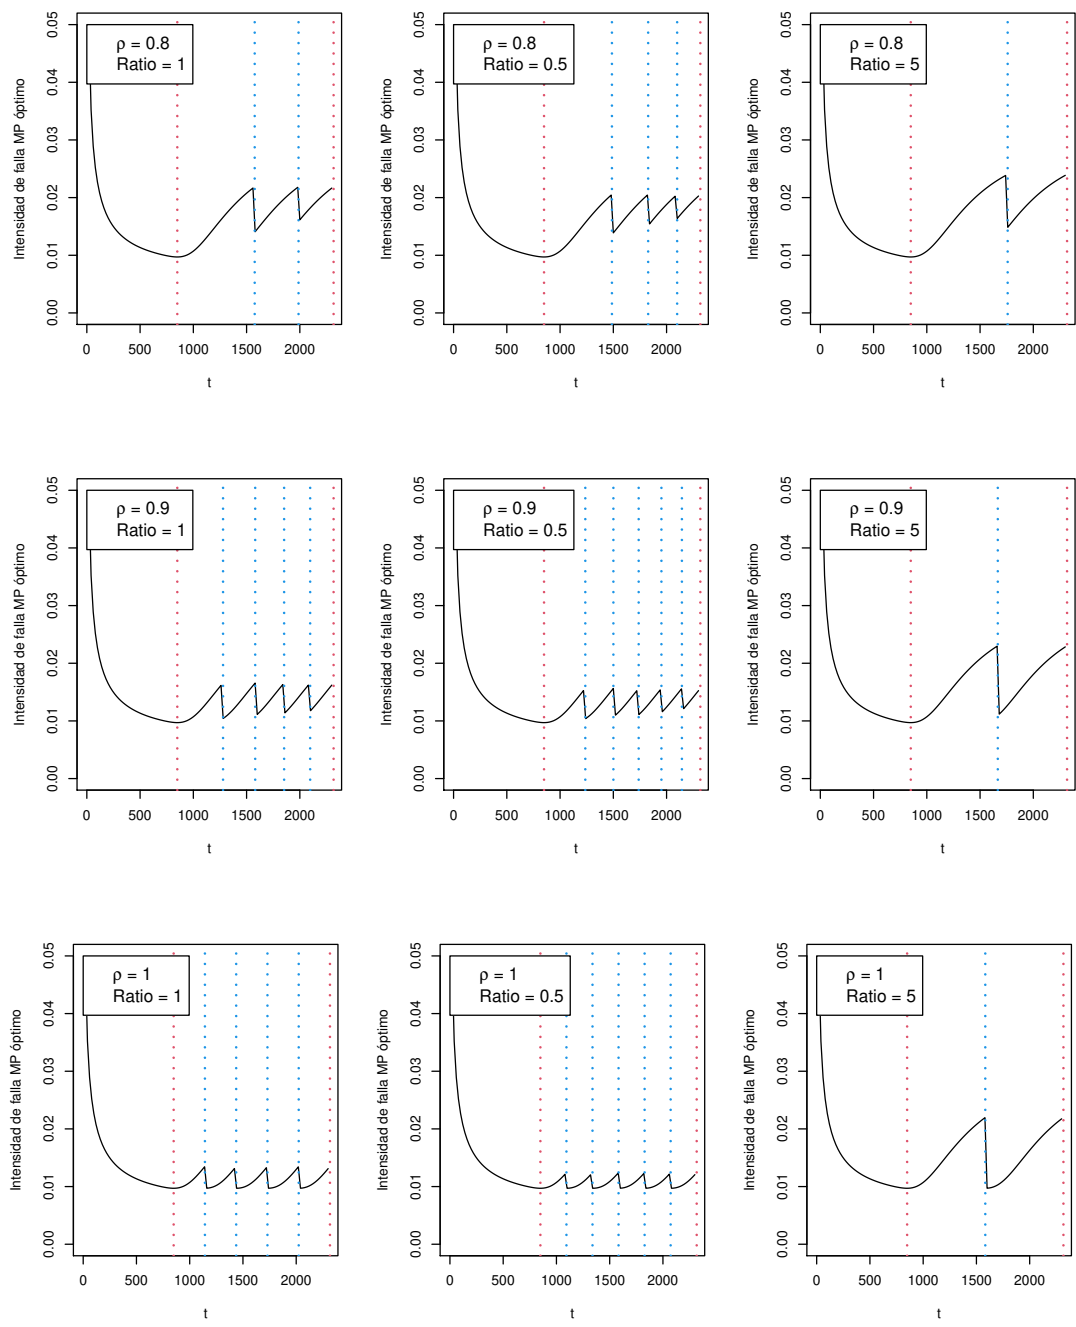 ρ = 0.8
Ratio = 1
Intensidad de falla MP óptimo
0.00 0.01 0.02 0.03 0.04 0.05
0 500 1000 1500 2000
t
ρ = 0.8
Ratio = 0.5
Intensidad de falla MP óptimo
0.00 0.01 0.02 0.03 0.04 0.05
0 500 1000 1500 2000
t
ρ = 0.8
Ratio = 5
Intensidad de falla MP óptimo
0.00 0.01 0.02 0.03 0.04 0.05
0 500 1000 1500 2000
t
ρ = 0.9
Ratio = 1
Intensidad de falla MP óptimo
0.00 0.01 0.02 0.03 0.04 0.05
0 500 1000 1500 2000
t
ρ = 0.9
Ratio = 0.5
Intensidad de falla MP óptimo
0.00 0.01 0.02 0.03 0.04 0.05
0 500 1000 1500 2000
t
ρ = 0.9
Ratio = 5
Intensidad de falla MP óptimo
0.00 0.01 0.02 0.03 0.04 0.05
0 500 1000 1500 2000
t
ρ = 1
Ratio = 1
Intensidad de falla MP óptimo
0.00 0.01 0.02 0.03 0.04 0.05
0 500 1000 1500 2000
t
ρ = 1
Ratio = 0.5
Intensidad de falla MP óptimo
0.00 0.01 0.02 0.03 0.04 0.05
0 500 1000 1500 2000
t
ρ = 1
Ratio = 5
Intensidad de falla MP óptimo
0.00 0.01 0.02 0.03 0.04 0.05
0 500 1000 1500 2000
t